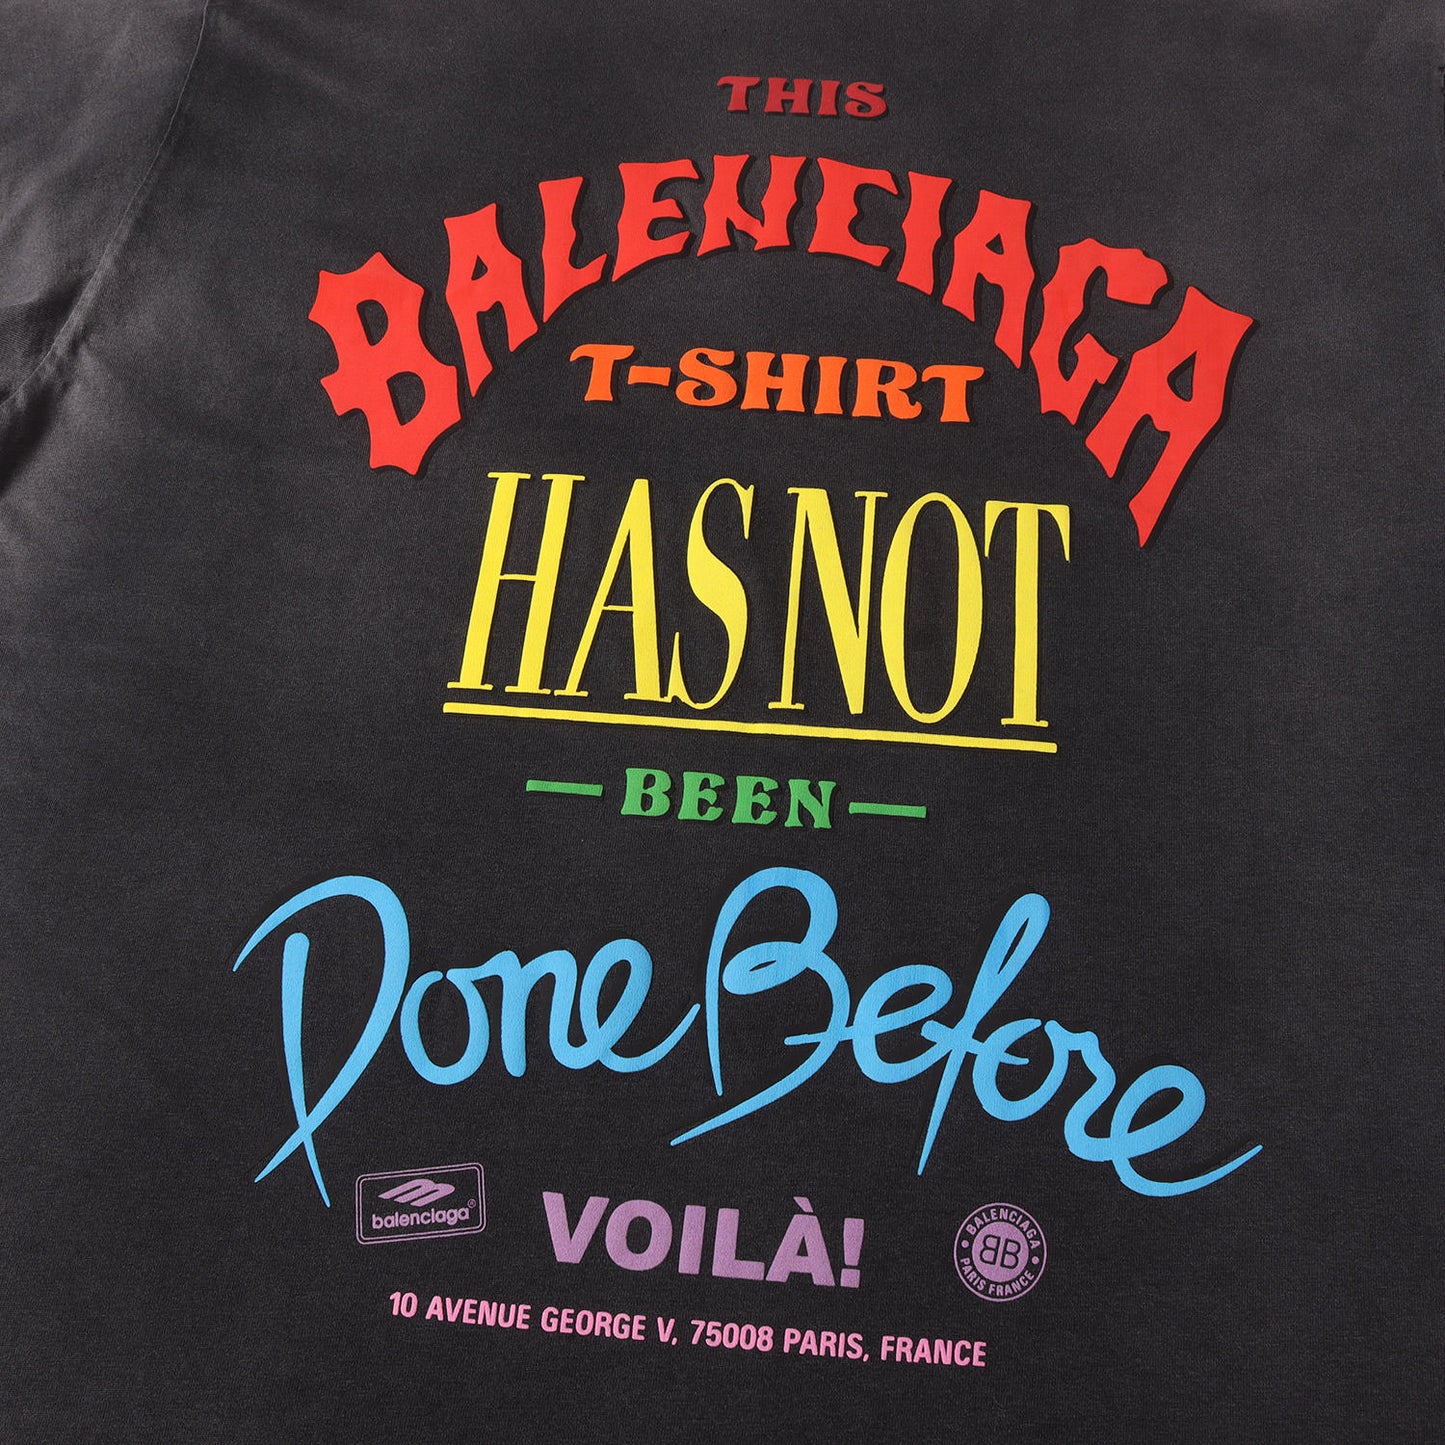 THIS
BALENCIAGA
T-SHIRT
HAS NOT
— BEEN —
Done Before
balenciaga®
VOILÀ!
BALENCIAGA
BB
PARIS FRANCE
10 AVENUE GEORGE V, 75008 PARIS, FRANCE